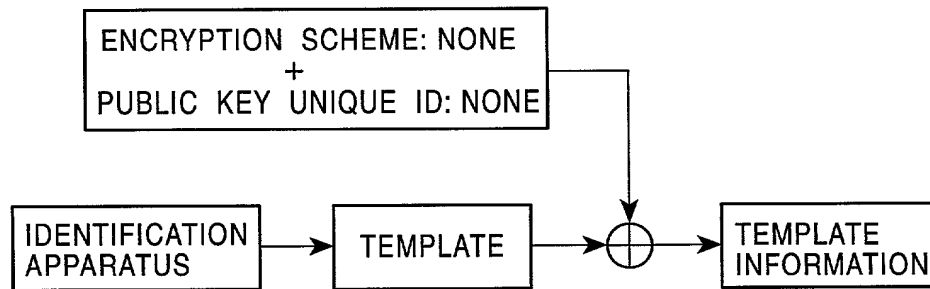 ENCRYPTION SCHEME: NONE
+
PUBLIC KEY UNIQUE ID: NONE
IDENTIFICATION
APPARATUS
TEMPLATE
TEMPLATE
INFORMATION